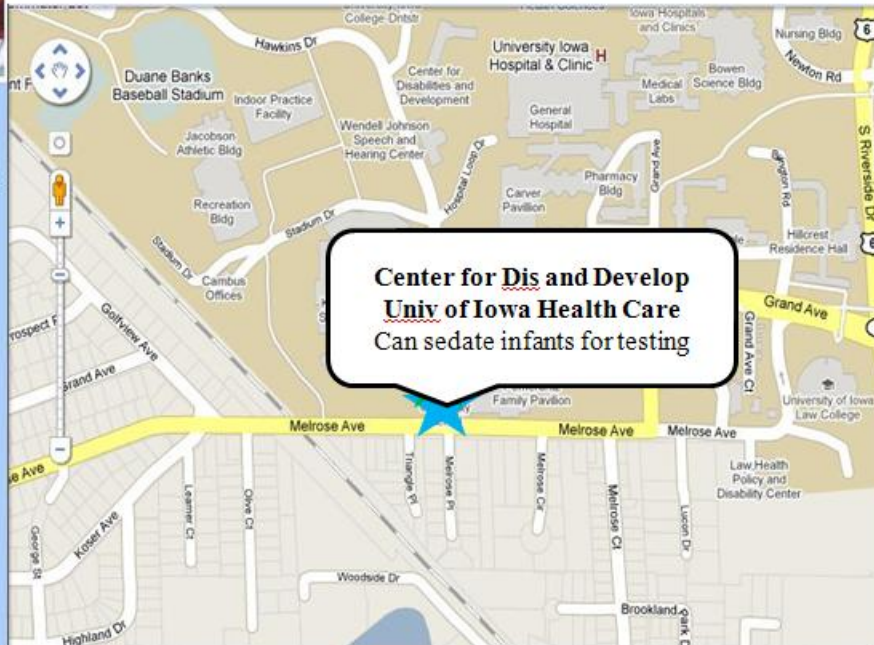 College-Dntstr
Iowa Hospitals
and Clinics
6
Nursing Bldg
Hawkins Dr
University Iowa
Hospital & Clinic
H
Newton Rd
Duane Banks
Baseball Stadium
Center for
Disabilities and
Development
Medical
Labs
Bowen
Science Bldg
Indoor Practice
Facility
General
Hospital
Wendell Johnson
Speech and
Hearing Center
Jacobson
Athletic Bldg
Hospital Loop Dr
Grand Ave
S Riverside Dr
Pharmacy
Bldg
Carver
Pavilion
Recreation
Bldg
Stadium Dr
Hillcrest
Residence Hall
6
Stadium Dr
Cambus
Offices
Center for Dis and Develop
Univ of Iowa Health Care
Can sedate infants for testing
Grand Ave
Golfview Ave
Grand Ave Ct
Grand Ave
Family Pavilion
University of Iowa
Law College
Melrose Ave
Melrose Ave
Melrose Ave
Law Health
Policy and
Disability Center
Triangle Pl
Melrose Pl
Melrose Cir
Melrose Ct
Lucon Dr
Leamer Ct
Olive Ct
Koser Ave
George St
Woodside Dr
Brookland
Highland Dr